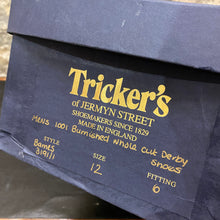 Tricker's
of JERMYN STREET
SHOEMAKERS SINCE 1829
MADE IN ENGLAND
MENS 1001 Burnished Whole Cut Derby
Shoes
STYLE
SIZE
12
FITTING
6